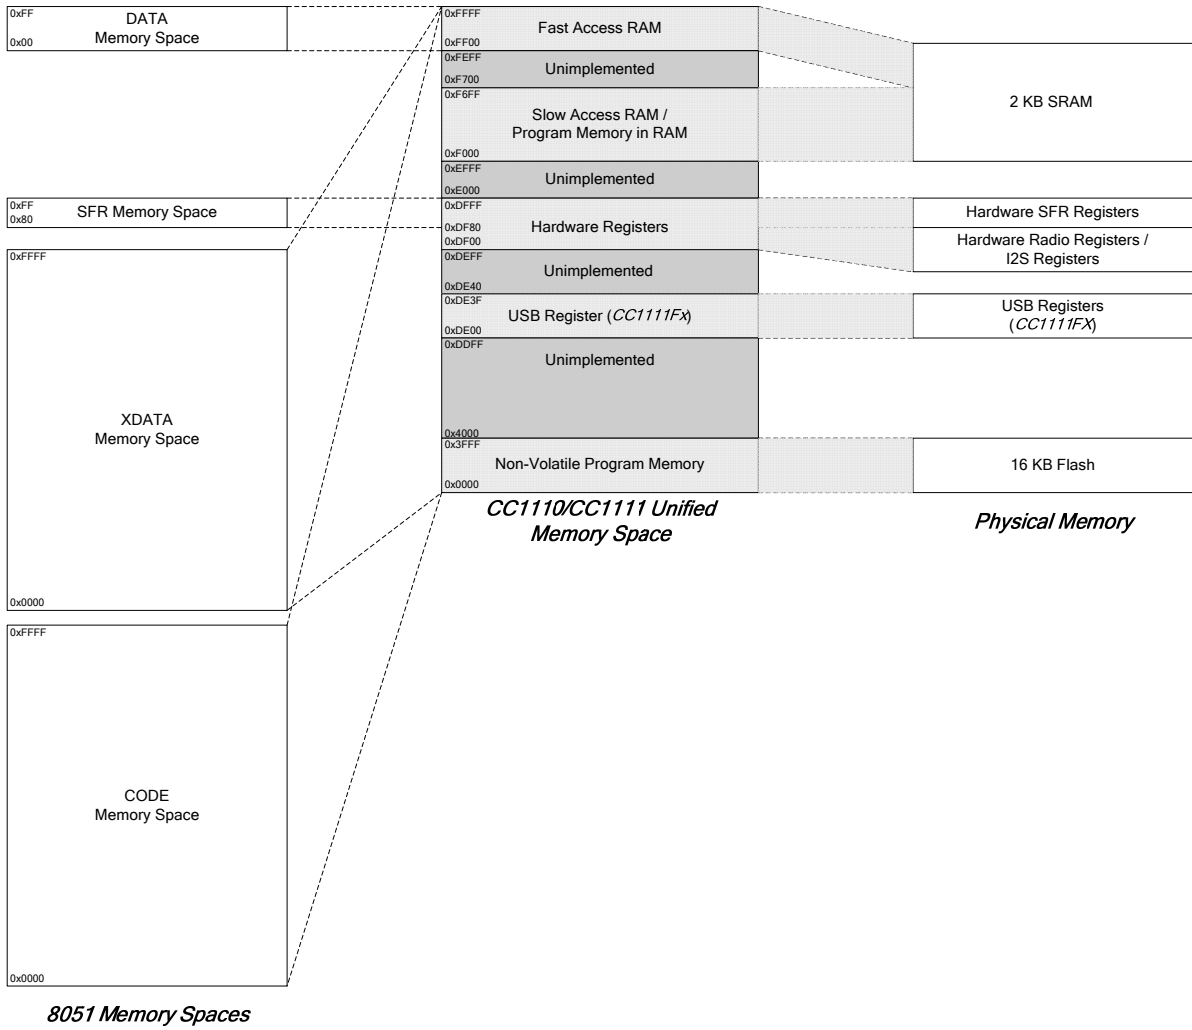 0xFF
DATA
Memory Space
0x00
0xFF
SFR Memory Space
0x80
0xFFFF
XDATA
Memory Space
0x0000
0xFFFF
CODE
Memory Space
0x0000
8051 Memory Spaces
0xFFFF
Fast Access RAM
0xFF00
0xFEFF
Unimplemented
0xF700
0xF6FF
Slow Access RAM /
Program Memory in RAM
0xF000
0xEFFF
Unimplemented
0xE000
0xDFFF
Hardware Registers
0xDF80
0xDF00
0xDEFF
Unimplemented
0xDE40
0xDE3F
USB Register (CC1111Fx)
0xDE00
0xDDFF
Unimplemented
0x4000
0x3FFF
Non-Volatile Program Memory
0x0000
CC1110/CC1111 Unified
Memory Space
2 KB SRAM
Hardware SFR Registers
Hardware Radio Registers /
I2S Registers
USB Registers
(CC1111FX)
16 KB Flash
Physical Memory